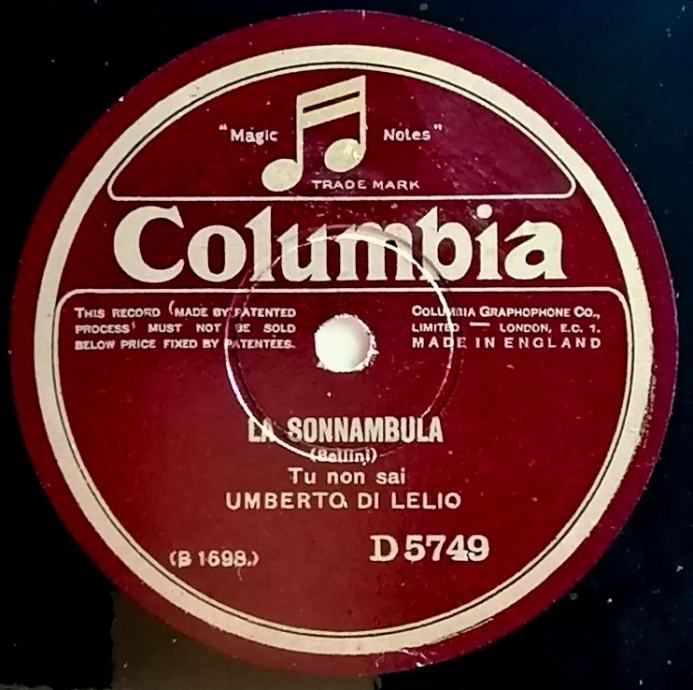 "Magic Notes"
TRADE MARK
Columbia
THIS RECORD (MADE BY PATENTED
PROCESS) MUST NOT BE SOLD
BELOW PRICE FIXED BY PATENTEES.
COLUMBIA GRAPHOPHONE CO.,
LIMITED — LONDON, E.C. 1.
MADE IN ENGLAND
LA SONNAMBULA
(Bellini)
Tu non sai
UMBERTO DI LELIO
(B 1698.)
D5749